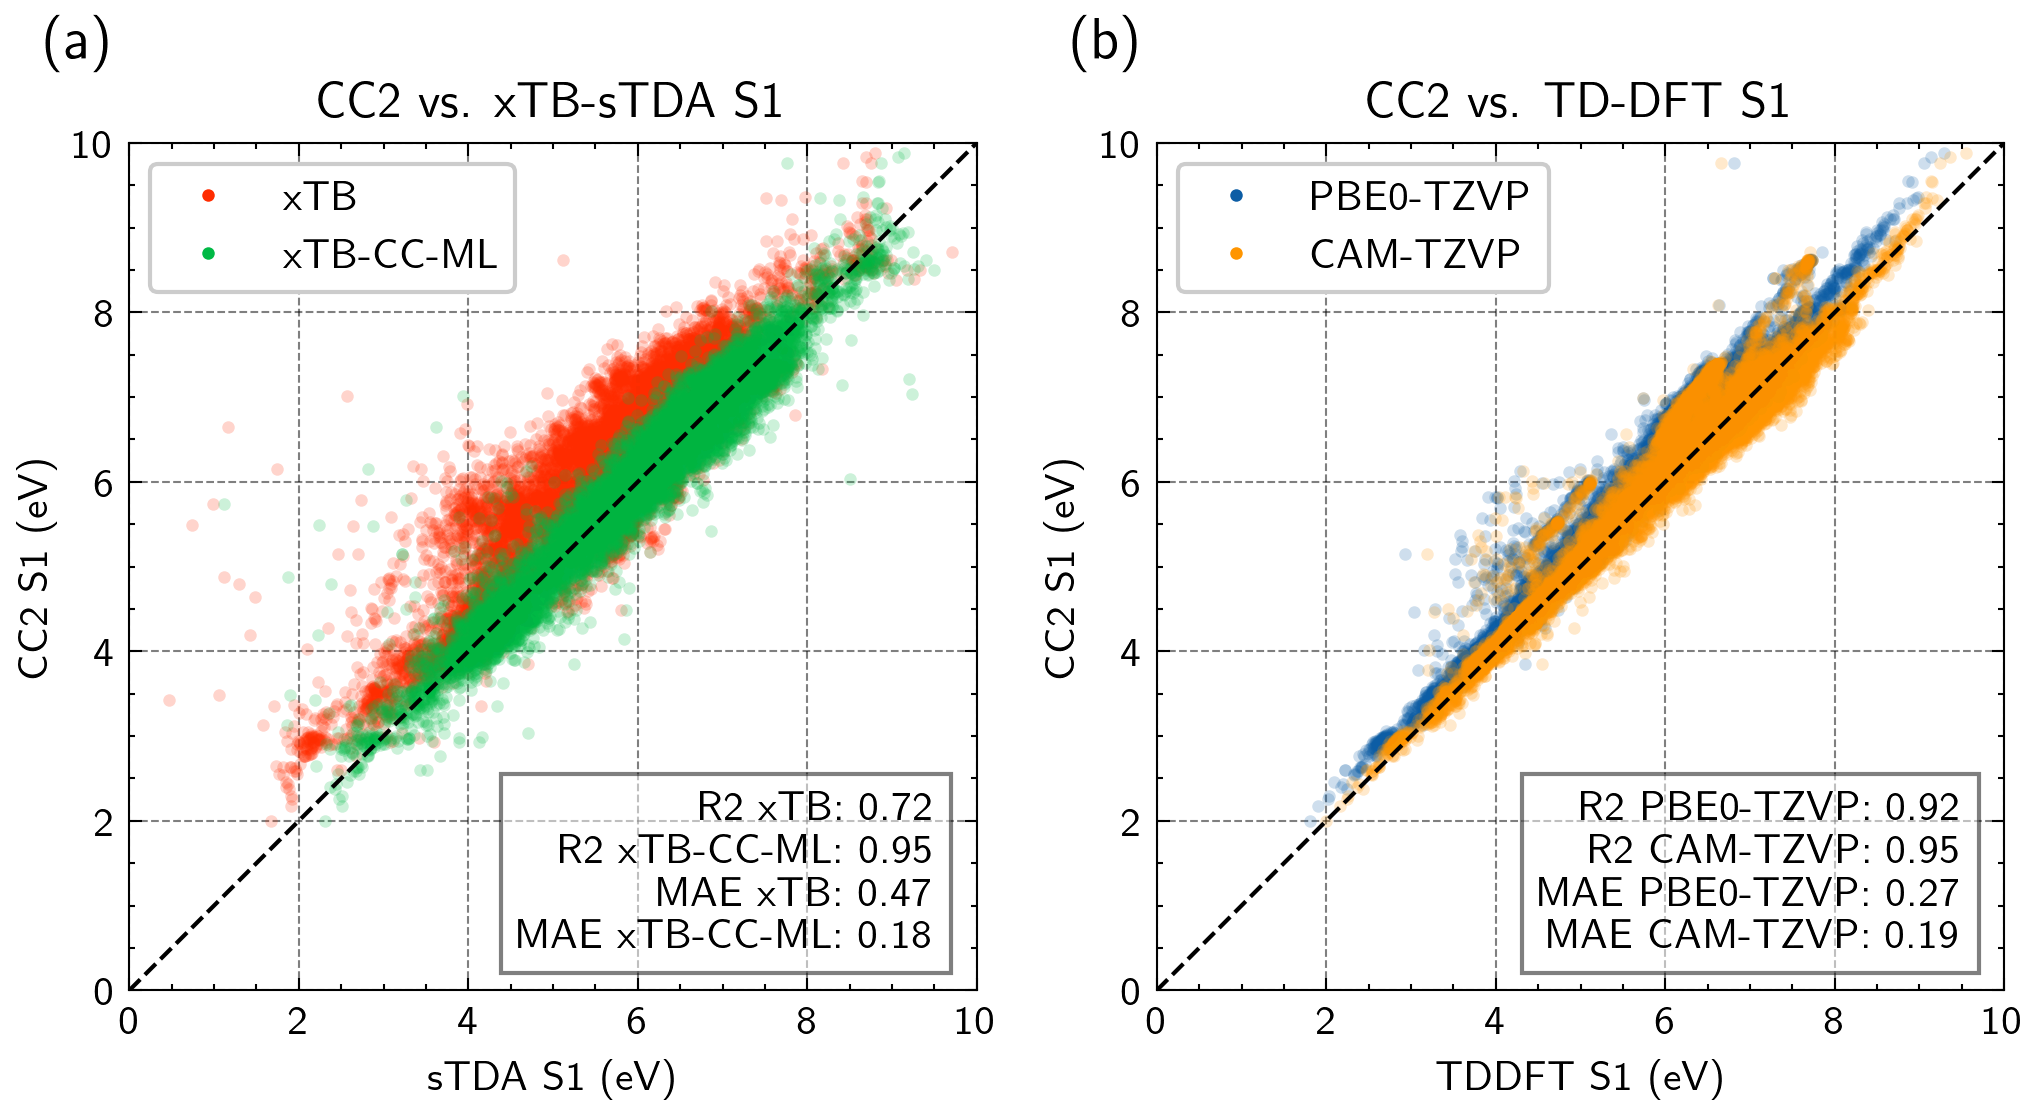 (a)
CC2 vs. xTB-sTDA S1
10
8
6
4
2
0
CC2 S1 (eV)
xTB
xTB-CC-ML
R2 xTB: 0.72
R2 xTB-CC-ML: 0.95
MAE xTB: 0.47
MAE xTB-CC-ML: 0.18
0 2 4 6 8 10
sTDA S1 (eV)
(b)
CC2 vs. TD-DFT S1
10
8
6
4
2
0
CC2 S1 (eV)
PBE0-TZVP
CAM-TZVP
R2 PBE0-TZVP: 0.92
R2 CAM-TZVP: 0.95
MAE PBE0-TZVP: 0.27
MAE CAM-TZVP: 0.19
0 2 4 6 8 10
TDDFT S1 (eV)